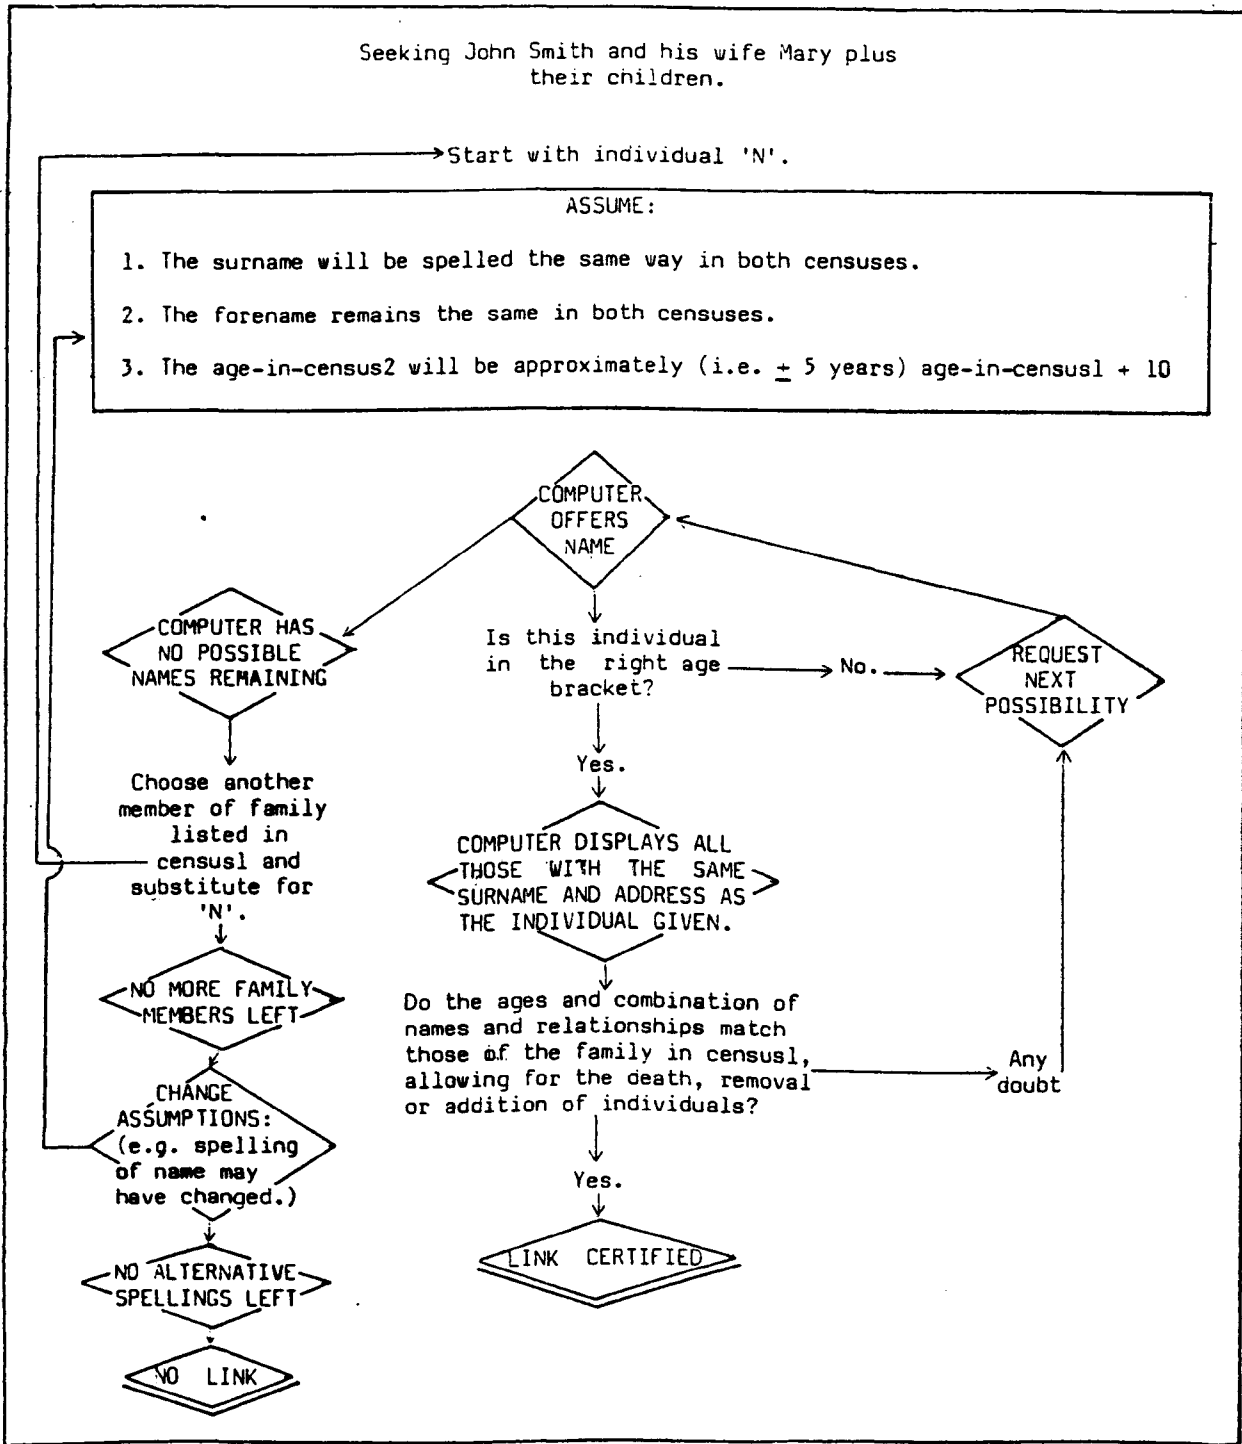 Seeking John Smith and his wife Mary plus
their children.
Start with individual 'N'.
ASSUME:
1. The surname will be spelled the same way in both censuses.
2. The forename remains the same in both censuses.
3. The age-in-census2 will be approximately (i.e. ± 5 years) age-in-census1 + 10
COMPUTER
OFFERS
NAME
COMPUTER HAS
NO POSSIBLE
NAMES REMAINING
Is this individual
in the right age
bracket?
No.
REQUEST
NEXT
POSSIBILITY
Yes.
Choose another
member of family
listed in
census1 and
substitute for
'N'.
COMPUTER DISPLAYS ALL
THOSE WITH THE SAME
SURNAME AND ADDRESS AS
THE INDIVIDUAL GIVEN.
NO MORE FAMILY
MEMBERS LEFT
Do the ages and combination of
names and relationships match
those of the family in census1,
allowing for the death, removal
or addition of individuals?
Any
doubt
CHANGE
ASSUMPTIONS:
(e.g. spelling
of name may
have changed.)
Yes.
LINK CERTIFIED
NO ALTERNATIVE
SPELLINGS LEFT
NO LINK